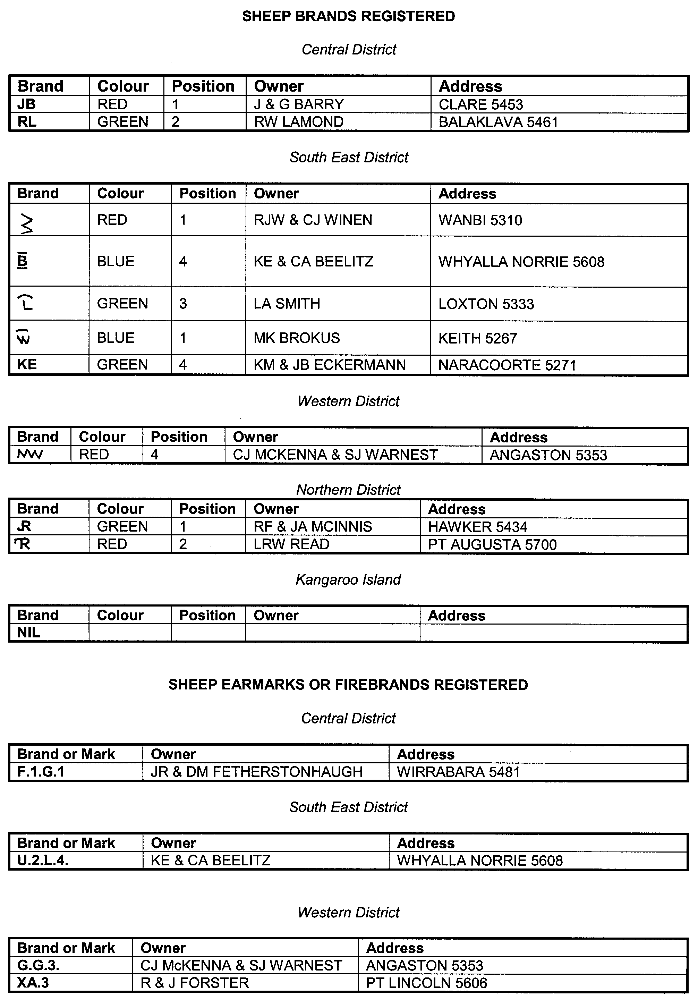 SHEEP BRANDS REGISTERED
Central District
Brand Colour Position Owner Address
JB RED 1 J & G BARRY CLARE 5453
RL GREEN 2 RW LAMOND BALAKLAVA 5461
South East District
Brand Colour Position Owner Address
RED 1 RJW & CJ WINEN WANBI 5310
B BLUE 4 KE & CA BEELITZ WHYALLA NORRIE 5608
L GREEN 3 LA SMITH LOXTON 5333
W BLUE 1 MK BROKUS KEITH 5267
KE GREEN 4 KM & JB ECKERMANN NARACOORTE 5271
Western District
Brand Colour Position Owner Address
RED 4 CJ MCKENNA & SJ WARNEST ANGASTON 5353
Northern District
Brand Colour Position Owner Address
JR GREEN 1 RF & JA MCINNIS HAWKER 5434
RED 2 LRW READ PT AUGUSTA 5700
Kangaroo Island
Brand Colour Position Owner Address
NIL
SHEEP EARMARKS OR FIREBRANDS REGISTERED
Central District
Brand or Mark Owner Address
F.1.G.1 JR & DM FETHERSTONHAUGH WIRRABARA 5481
South East District
Brand or Mark Owner Address
U.2.L.4. KE & CA BEELITZ WHYALLA NORRIE 5608
Western District
Brand or Mark Owner Address
G.G.3. CJ McKENNA & SJ WARNEST ANGASTON 5353
XA.3 R & J FORSTER PT LINCOLN 5606